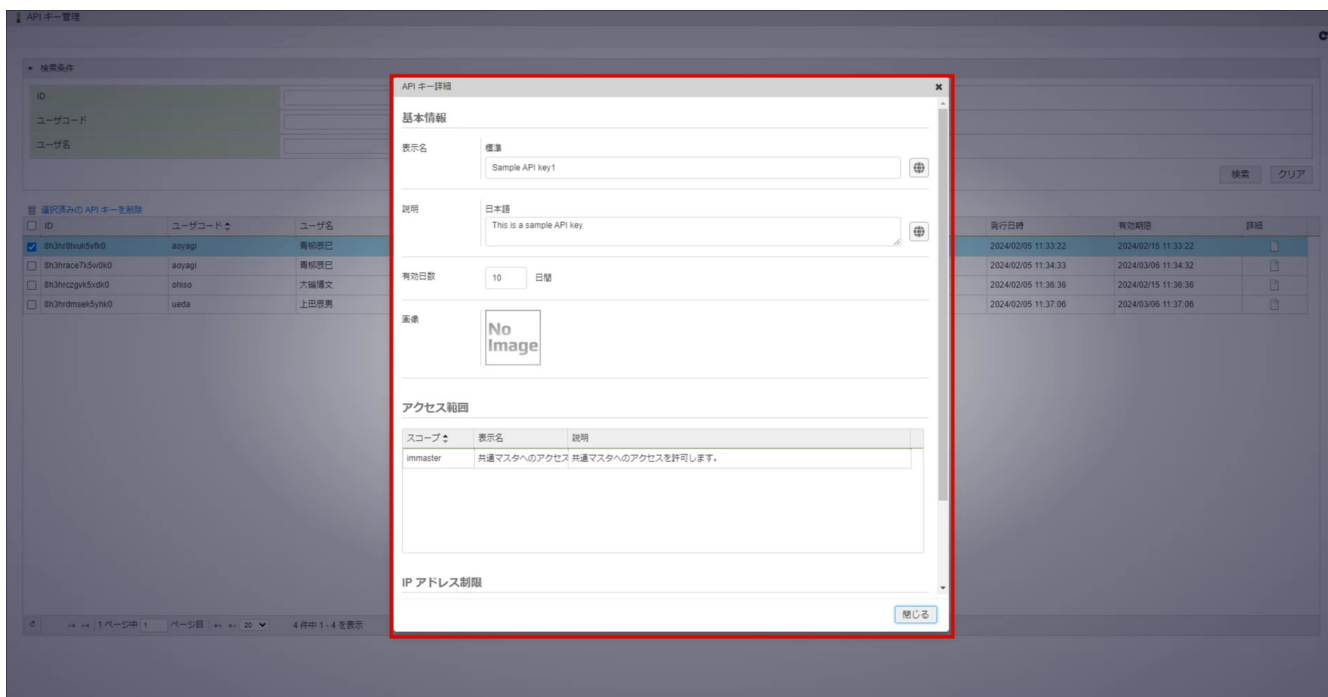 API キー管理
検索条件
ID
ユーザコード
ユーザ名
検索 クリア
選択済みの API キーを削除
ID ユーザコード ユーザ名 発行日時 有効期限 詳細
8h3hr8lvuk5vfk0 aoyagi 青柳辰巳 2024/02/05 11:33:22 2024/02/15 11:33:22
8h3hrace7k5w0k0 aoyagi 青柳辰巳 2024/02/05 11:34:33 2024/03/06 11:34:32
8h3hrczgvk5xdk0 ohiso 大磯博文 2024/02/05 11:36:36 2024/02/15 11:36:36
8h3hrdmsek5yhk0 ueda 上田辰男 2024/02/05 11:37:06 2024/03/06 11:37:06
1 ページ中 1 ページ目 20 4 件中 1 - 4 を表示
API キー詳細
基本情報
表示名 標準
Sample API key1
説明 日本語
This is a sample API key
有効日数 10 日間
画像
No
Image
アクセス範囲
スコープ 表示名 説明
immaster 共通マスタへのアクセス 共通マスタへのアクセスを許可します。
IP アドレス制限
閉じる